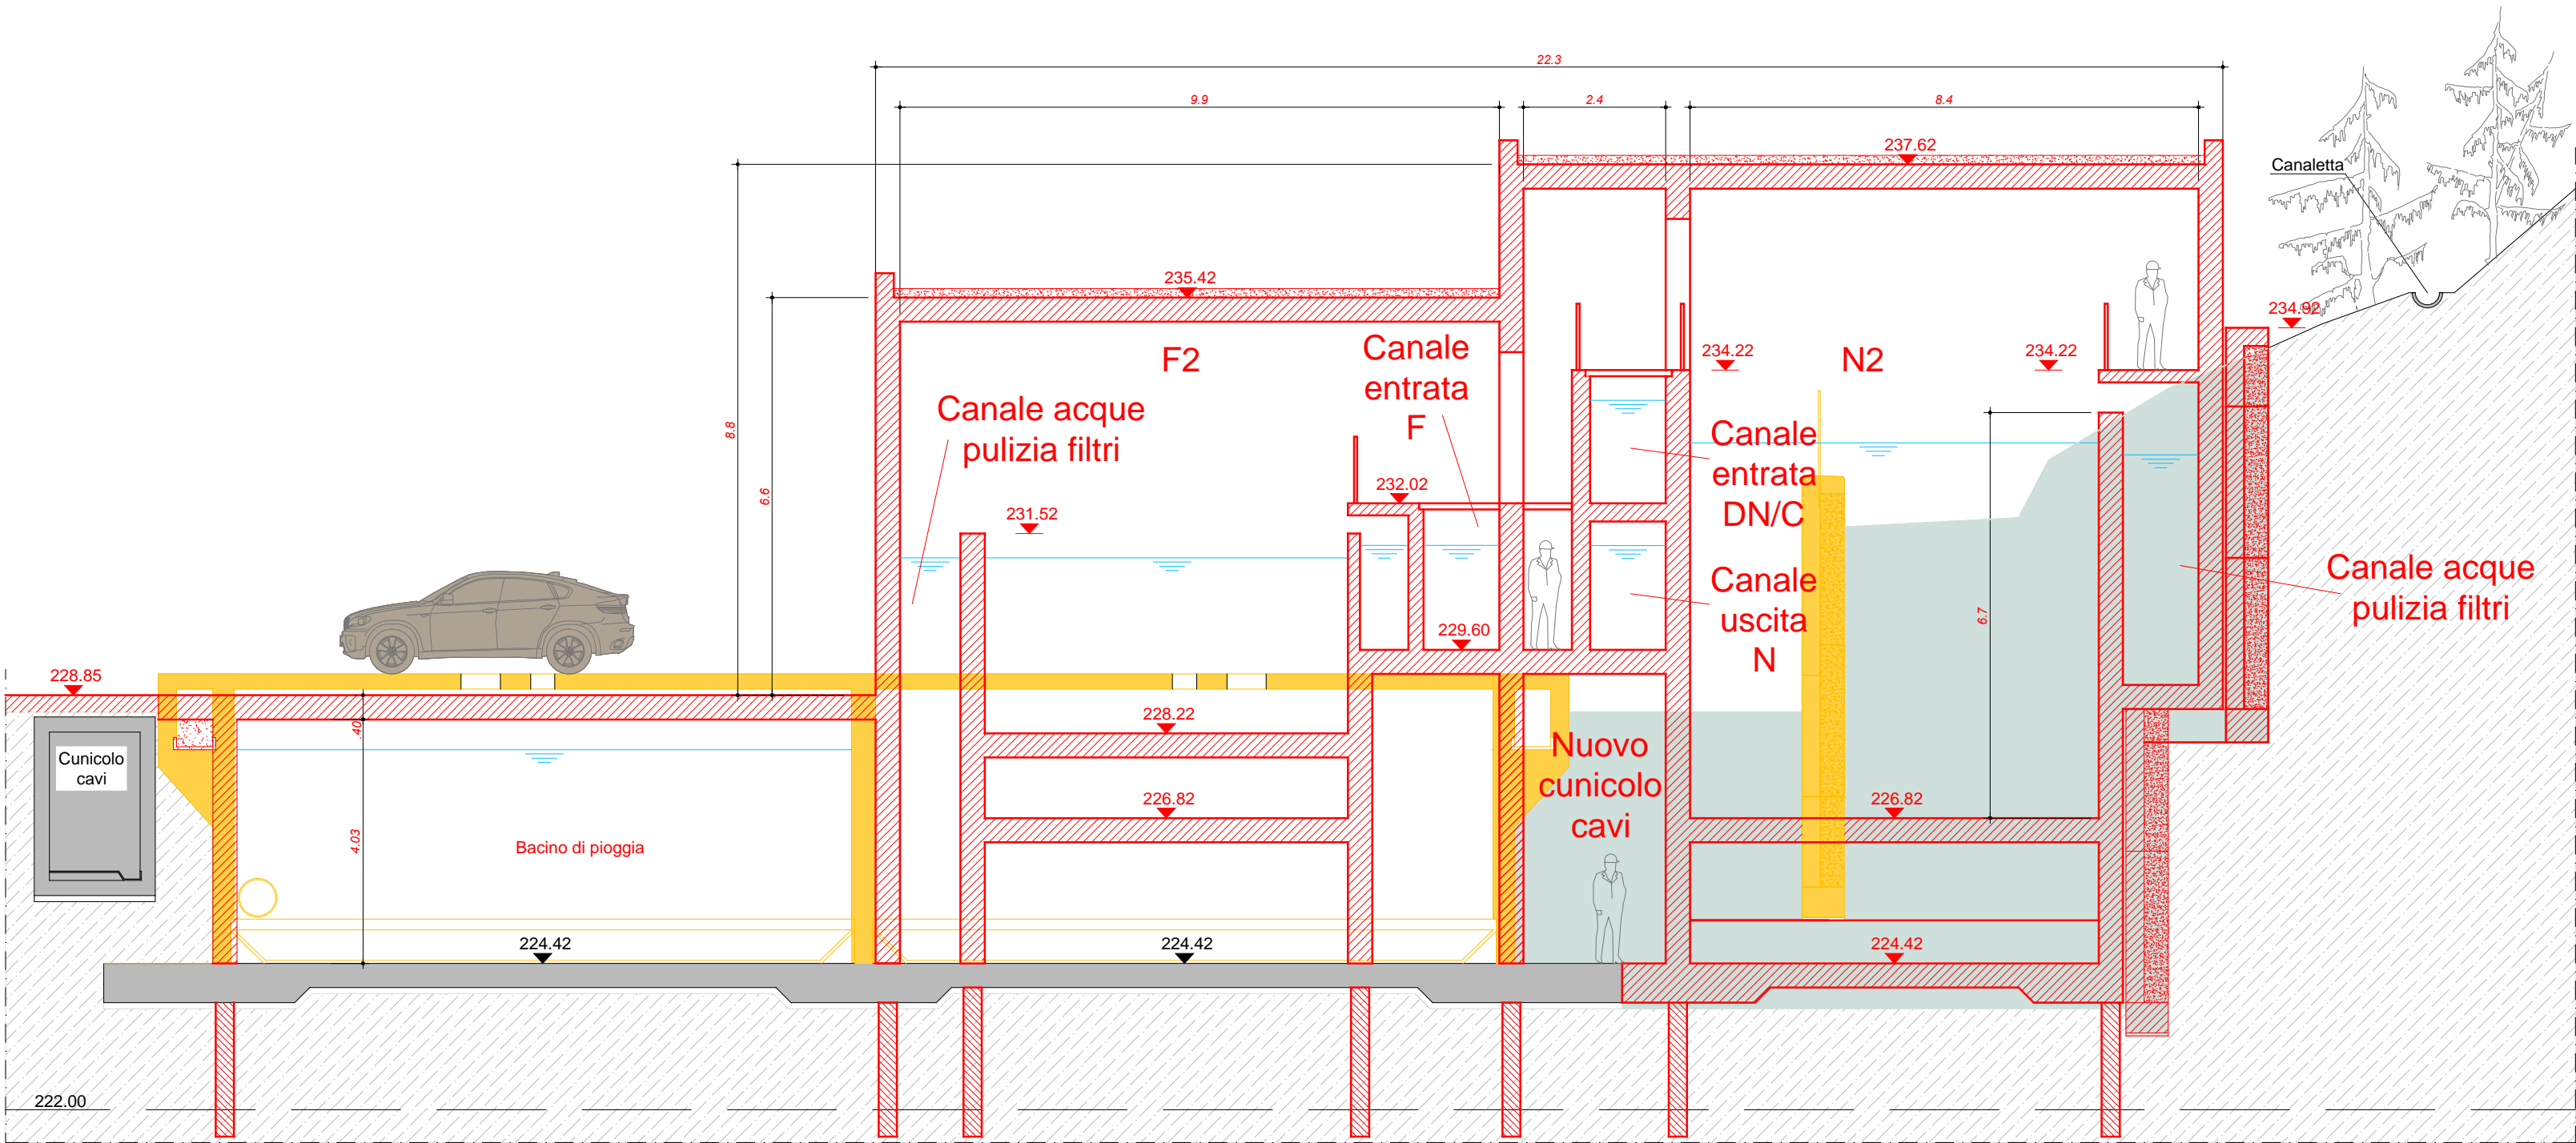 22.3
9.9
2.4
8.4
237.62
Canaletta
235.42
234.92
F2
Canale
entrata
F
234.22
N2
234.22
Canale acque
pulizia filtri
8.8
6.6
Canale
entrata
DN/C
232.02
231.52
Canale
uscita
N
6.7
Canale acque
pulizia filtri
229.60
228.85
228.22
.40
Cunicolo
cavi
Nuovo
cunicolo
cavi
226.82
226.82
4.03
Bacino di pioggia
224.42
224.42
224.42
222.00